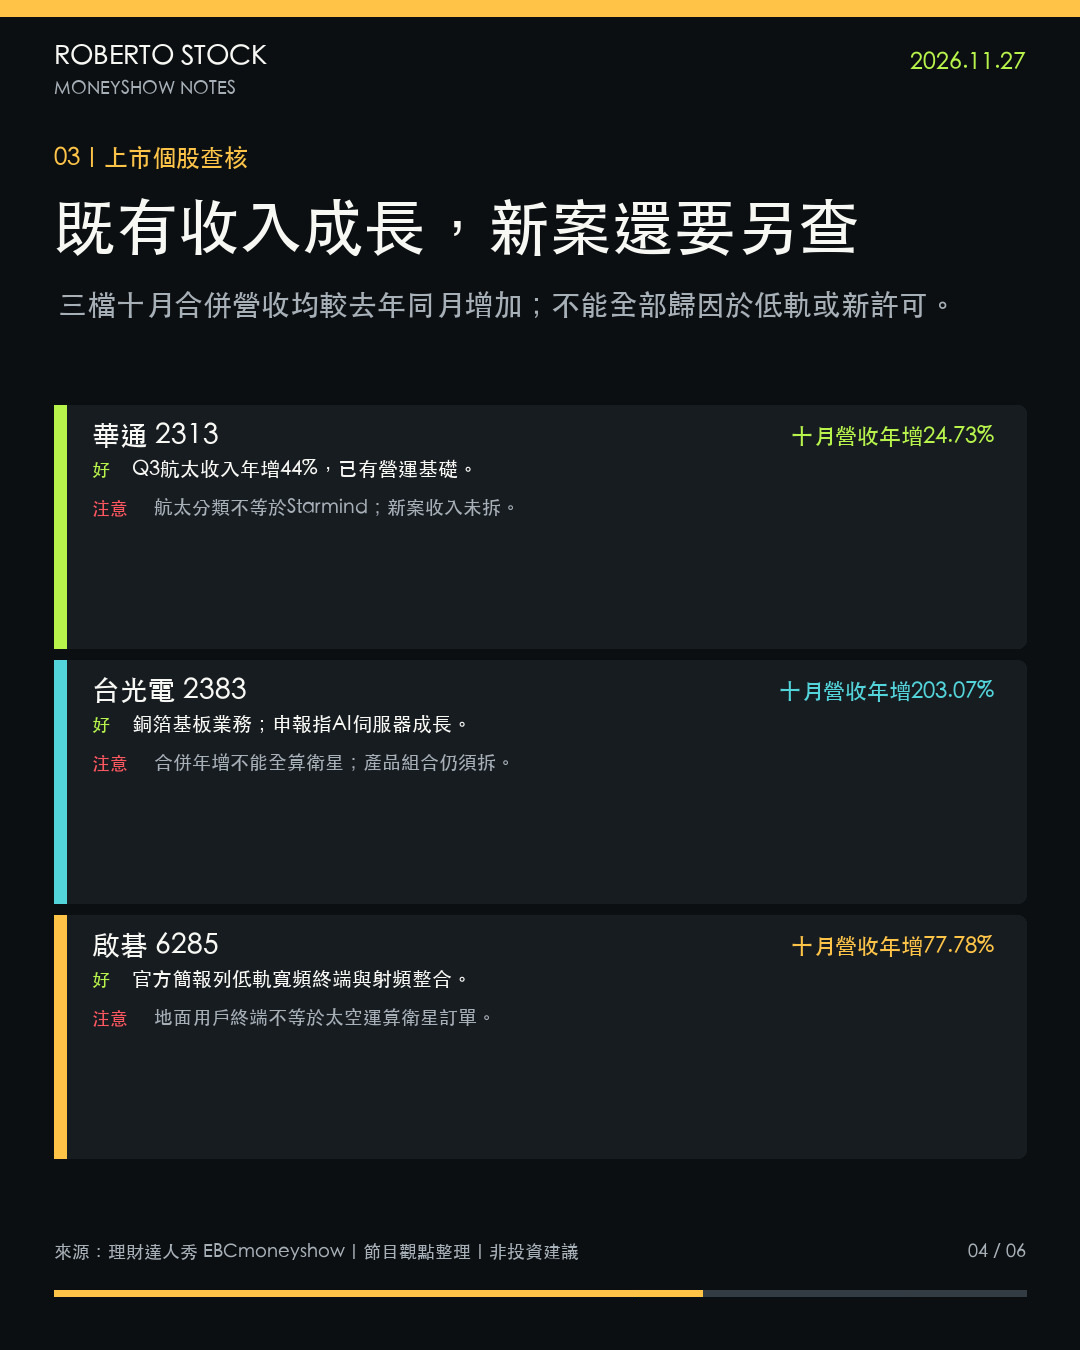 ROBERTO STOCK
MONEYSHOW NOTES
2026.11.27
03｜上市個股查核
既有收入成長，新案還要另查
三檔十月合併營收均較去年同月增加；不能全部歸因於低軌或新許可。
華通 2313
十月營收年增24.73%
好 Q3航太收入年增44%，已有營運基礎。
注意 航太分類不等於Starmind；新案收入未拆。
台光電 2383
十月營收年增203.07%
好 銅箔基板業務；申報指AI伺服器成長。
注意 合併年增不能全算衛星；產品組合仍須拆。
啟碁 6285
十月營收年增77.78%
好 官方簡報列低軌寬頻終端與射頻整合。
注意 地面用戶終端不等於太空運算衛星訂單。
來源：理財達人秀 EBCmoneyshow｜節目觀點整理｜非投資建議
04 / 06